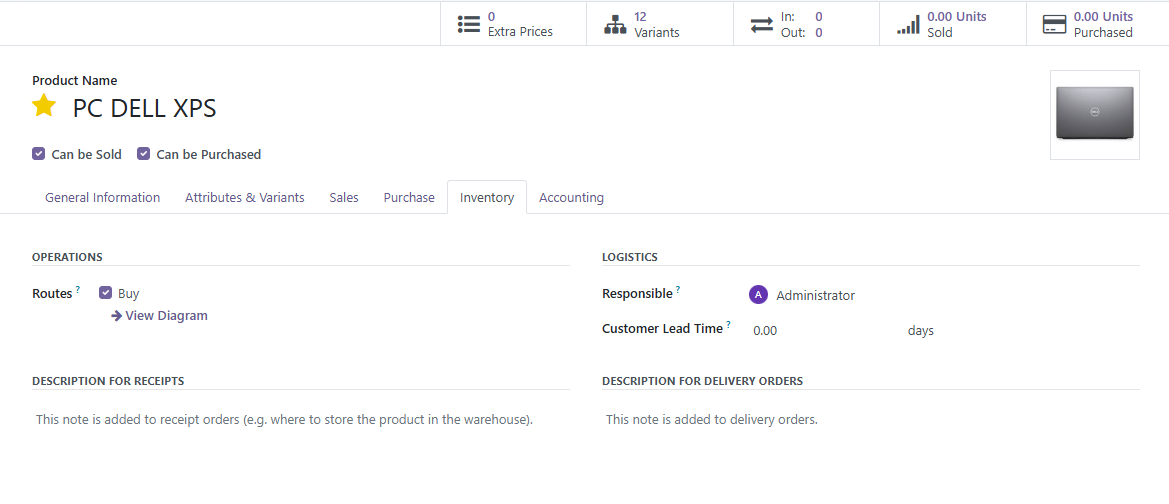 0
Extra Prices
12
Variants
In: 0
Out: 0
0.00 Units
Sold
0.00 Units
Purchased
Product Name
PC DELL XPS
Can be Sold Can be Purchased
General Information Attributes & Variants Sales Purchase Inventory Accounting
OPERATIONS
Routes ? Buy
View Diagram
LOGISTICS
Responsible ? A Administrator
Customer Lead Time ? 0.00 days
DESCRIPTION FOR RECEIPTS
This note is added to receipt orders (e.g. where to store the product in the warehouse).
DESCRIPTION FOR DELIVERY ORDERS
This note is added to delivery orders.